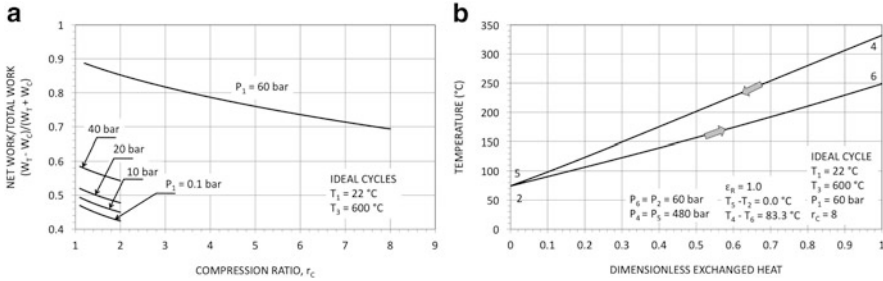 a
NET WORK/TOTAL WORK
(W_T - W_C)/(W_T + W_C)
1
0.9
0.8
0.7
0.6
0.5
0.4
P₁ = 60 bar
40 bar
20 bar
10 bar
P₁ = 0.1 bar
IDEAL CYCLES
T₁ = 22 °C
T₃ = 600 °C
1 2 3 4 5 6 7 8 9
COMPRESSION RATIO, r_C
b
TEMPERATURE (°C)
350
300
250
200
150
100
50
0
4
6
5
2
P₆ = P₂ = 60 bar
P₄ = P₅ = 480 bar
ε_R = 1.0
T₅ -T₂ = 0.0 °C
T₄ - T₆ = 83.3 °C
IDEAL CYCLE
T₁ = 22 °C
T₃ = 600 °C
P₁ = 60 bar
r_C = 8
0 0.1 0.2 0.3 0.4 0.5 0.6 0.7 0.8 0.9 1
DIMENSIONLESS EXCHANGED HEAT